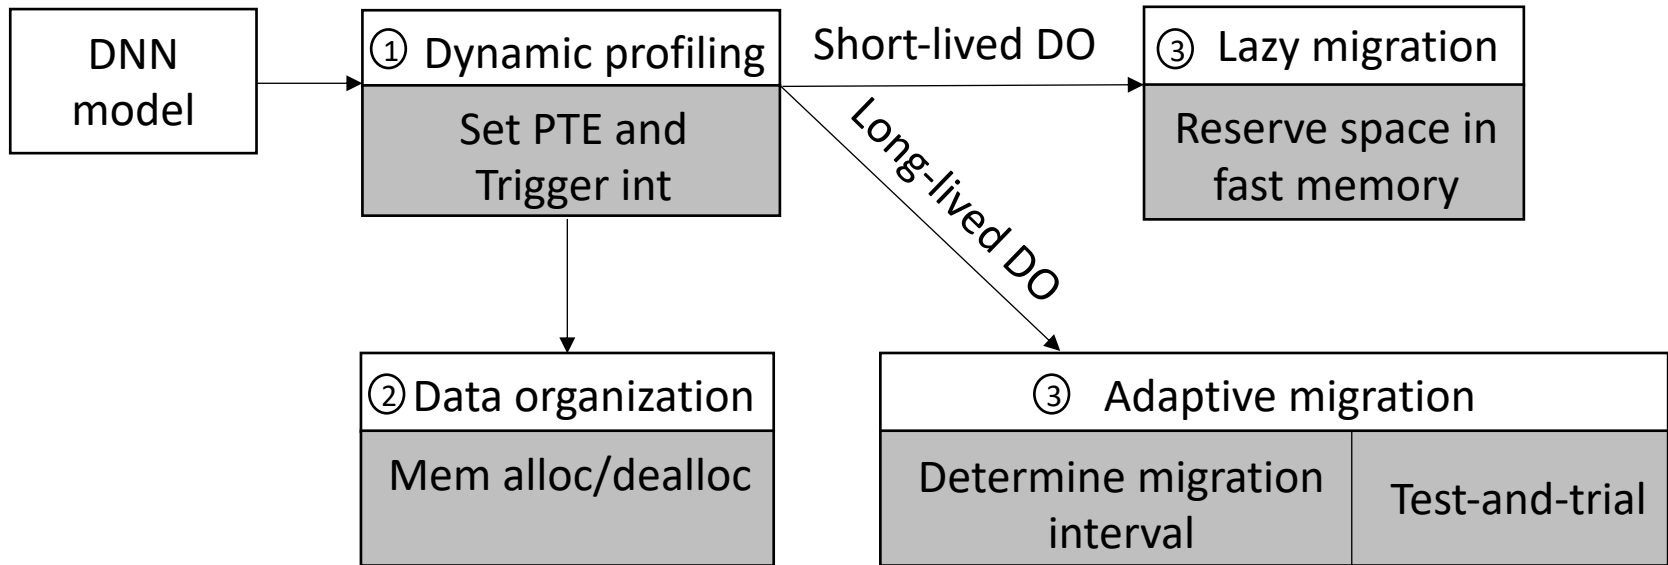 DNN
model
① Dynamic profiling
Set PTE and
Trigger int
Short-lived DO
Long-lived DO
③ Lazy migration
Reserve space in
fast memory
② Data organization
Mem alloc/dealloc
③ Adaptive migration
Determine migration
interval
Test-and-trial